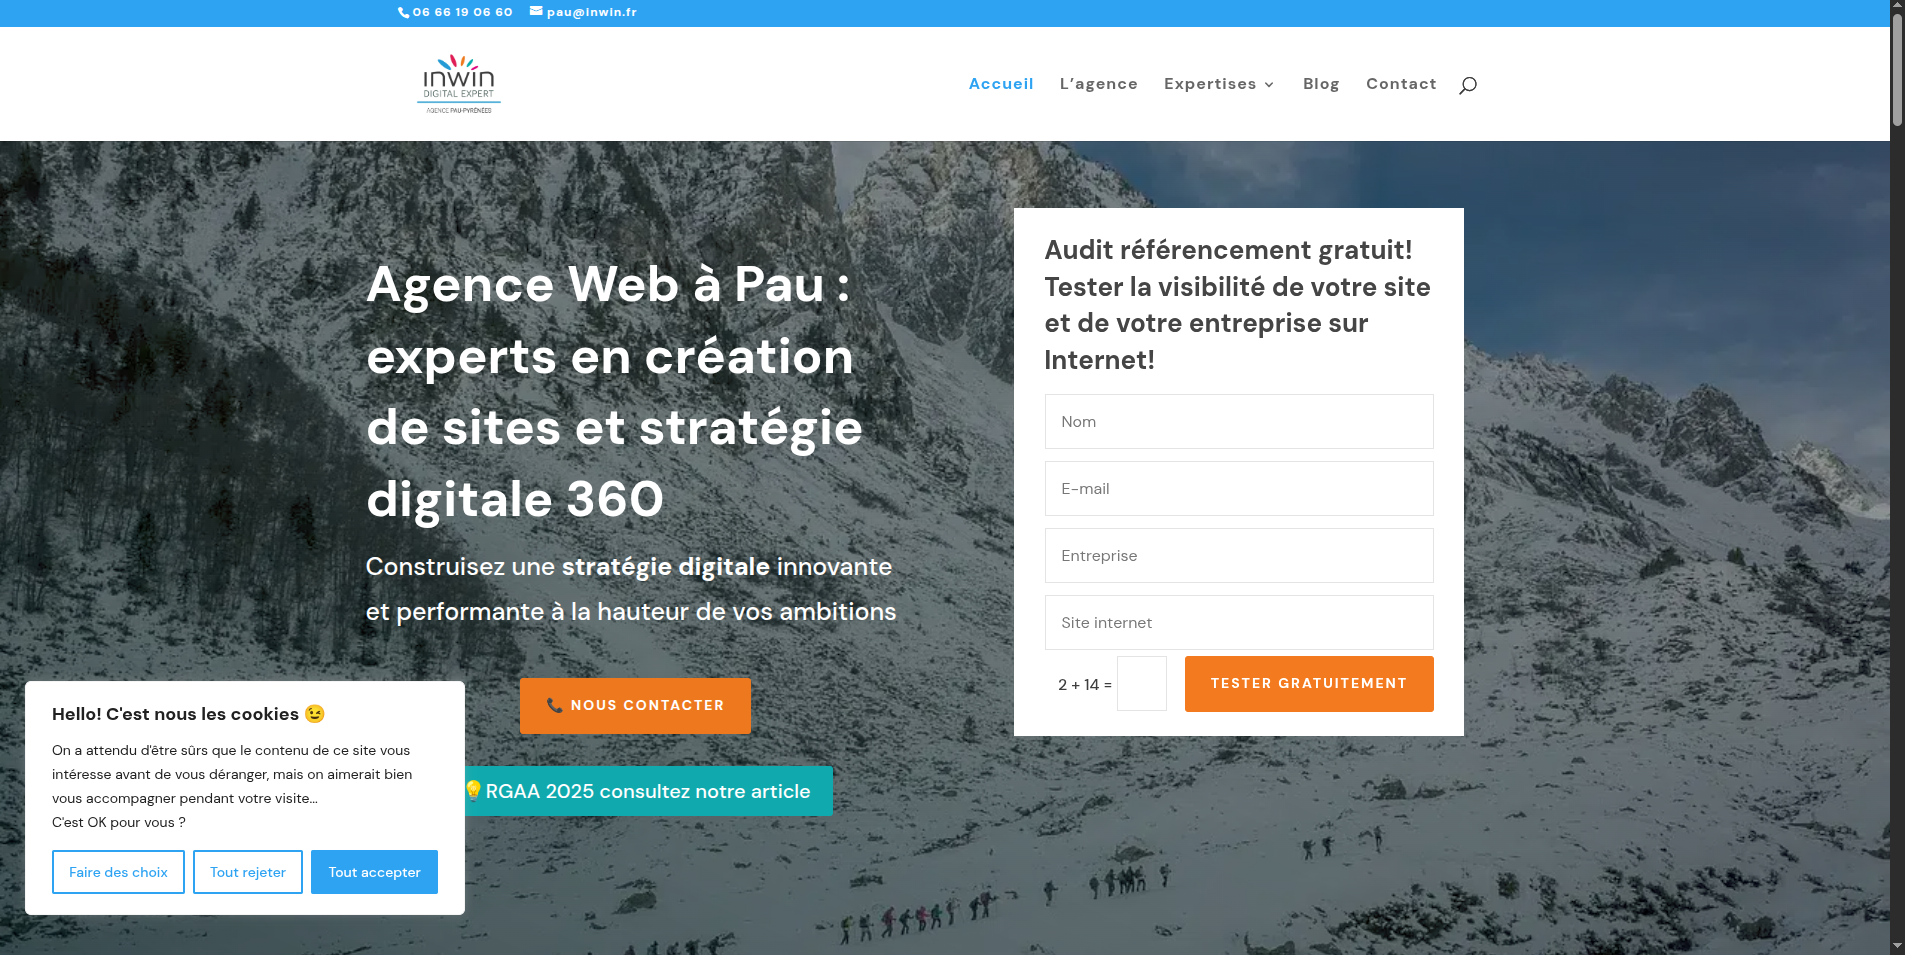 06 66 19 06 60 pau@inwin.fr
inwin
DIGITAL EXPERT
AGENCE PAU-PYRÉNÉES
Accueil L’agence Expertises Blog Contact
Agence Web à Pau :
experts en création
de sites et stratégie
digitale 360
Construisez une stratégie digitale innovante
et performante à la hauteur de vos ambitions
📞 NOUS CONTACTER
💡RGAA 2025 consultez notre article
Audit référencement gratuit!
Tester la visibilité de votre site
et de votre entreprise sur
Internet!
Nom
E-mail
Entreprise
Site internet
2 + 14 =
TESTER GRATUITEMENT
Hello! C'est nous les cookies 😉
On a attendu d'être sûrs que le contenu de ce site vous
intéresse avant de vous déranger, mais on aimerait bien
vous accompagner pendant votre visite...
C'est OK pour vous ?
Faire des choix Tout rejeter Tout accepter